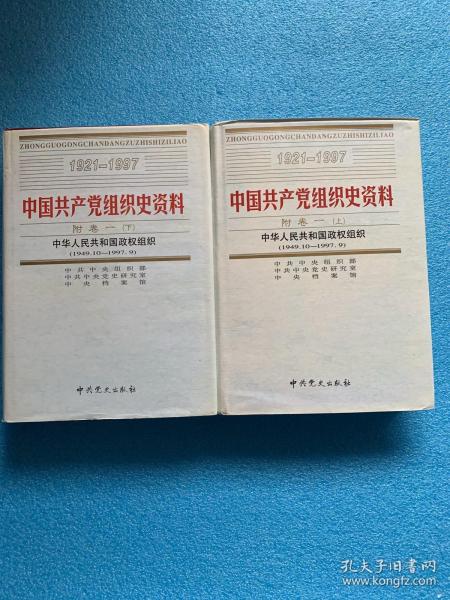 ZHONGGUOGONGCHANDANGZUZHISHIZILIAO
1921-1997
中国共产党组织史资料
附卷一(下)
中华人民共和国政权组织
(1949.10—1997.9)
中共中央组织部
中共中央党史研究室
中央档案馆
中共党史出版社
ZHONGGUOGONGCHANDANGZUZHISHIZILIAO
1921-1997
中国共产党组织史资料
附卷一(上)
中华人民共和国政权组织
(1949.10—1997.9)
中共中央组织部
中共中央党史研究室
中央档案馆
中共党史出版社
孔夫子旧书网
www.kongfz.com